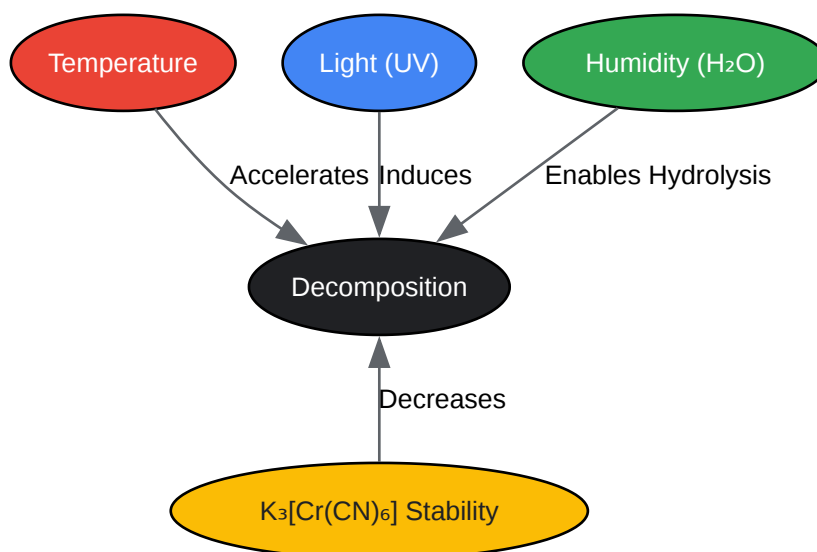 Temperature
Light (UV)
Humidity (H₂O)
Accelerates
Induces
Enables Hydrolysis
Decomposition
Decreases
K₃[Cr(CN)₆] Stability